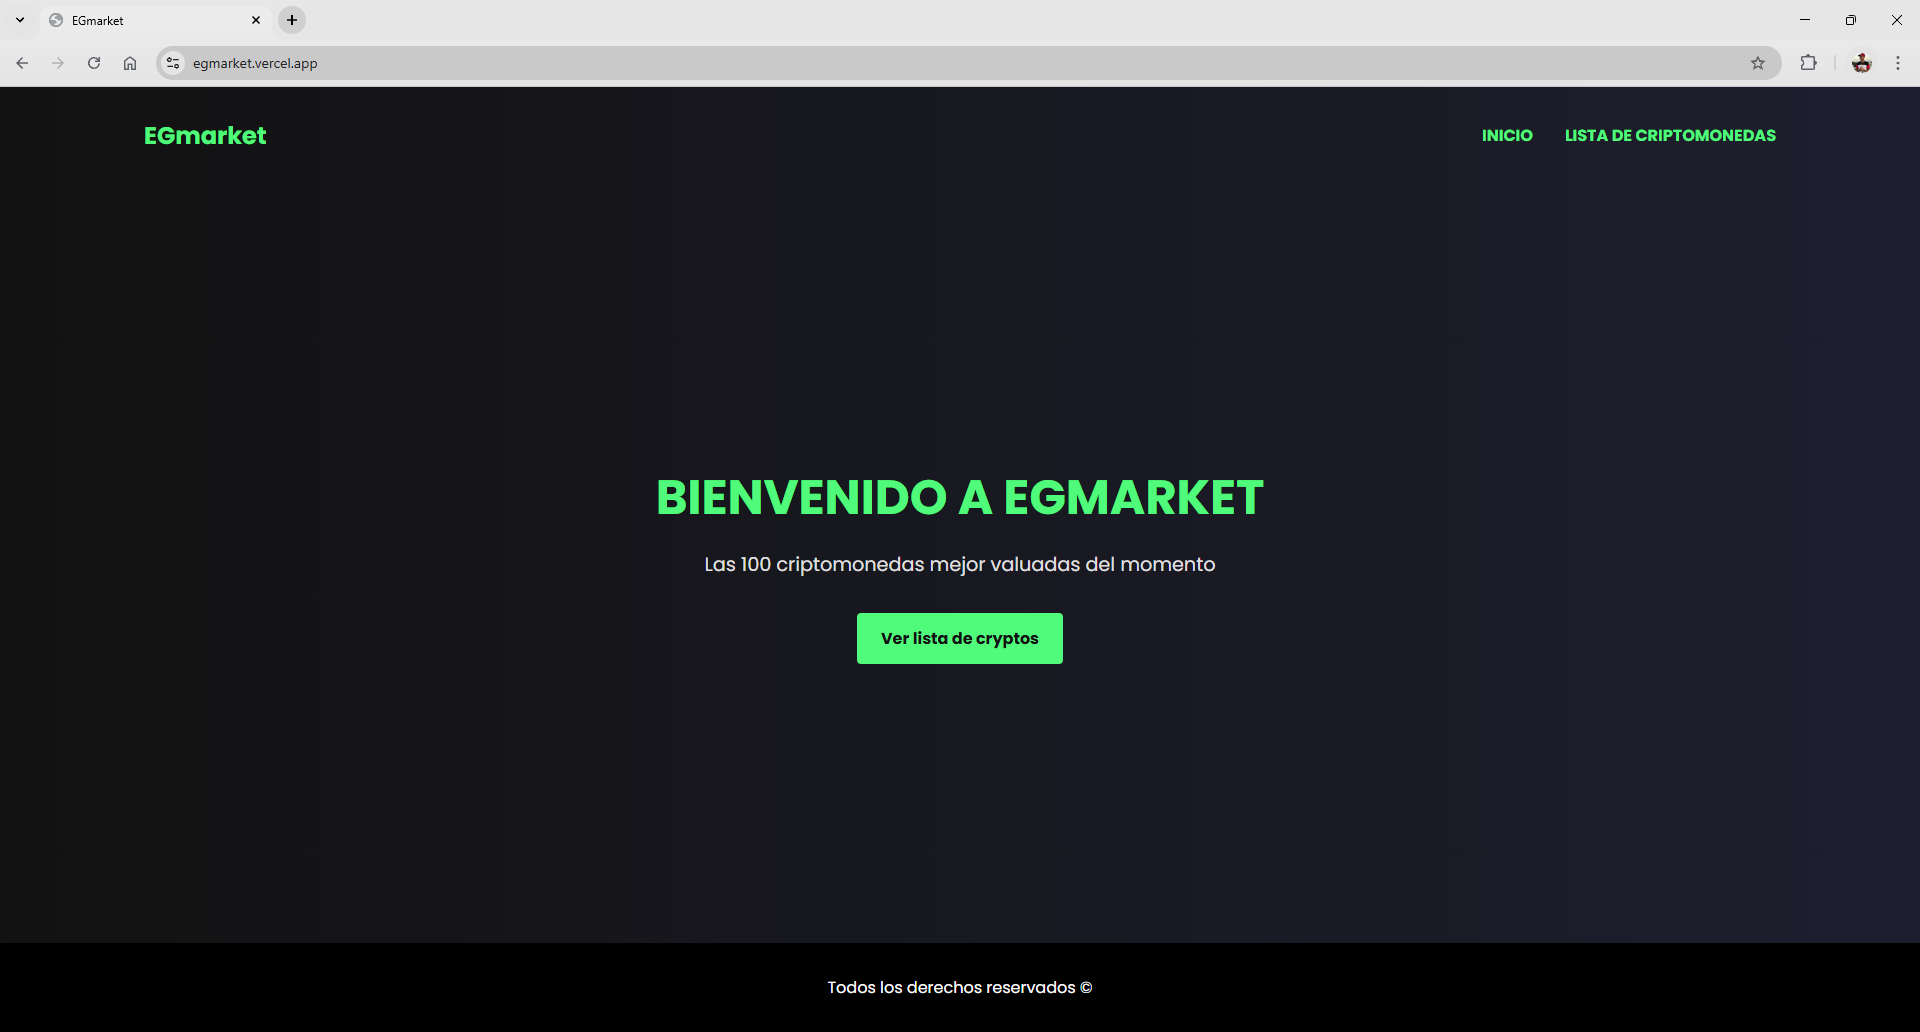 EGmarket
egmarket.vercel.app
EGmarket
INICIO
LISTA DE CRIPTOMONEDAS
BIENVENIDO A EGMARKET
Las 100 criptomonedas mejor valuadas del momento
Ver lista de cryptos
Todos los derechos reservados ©